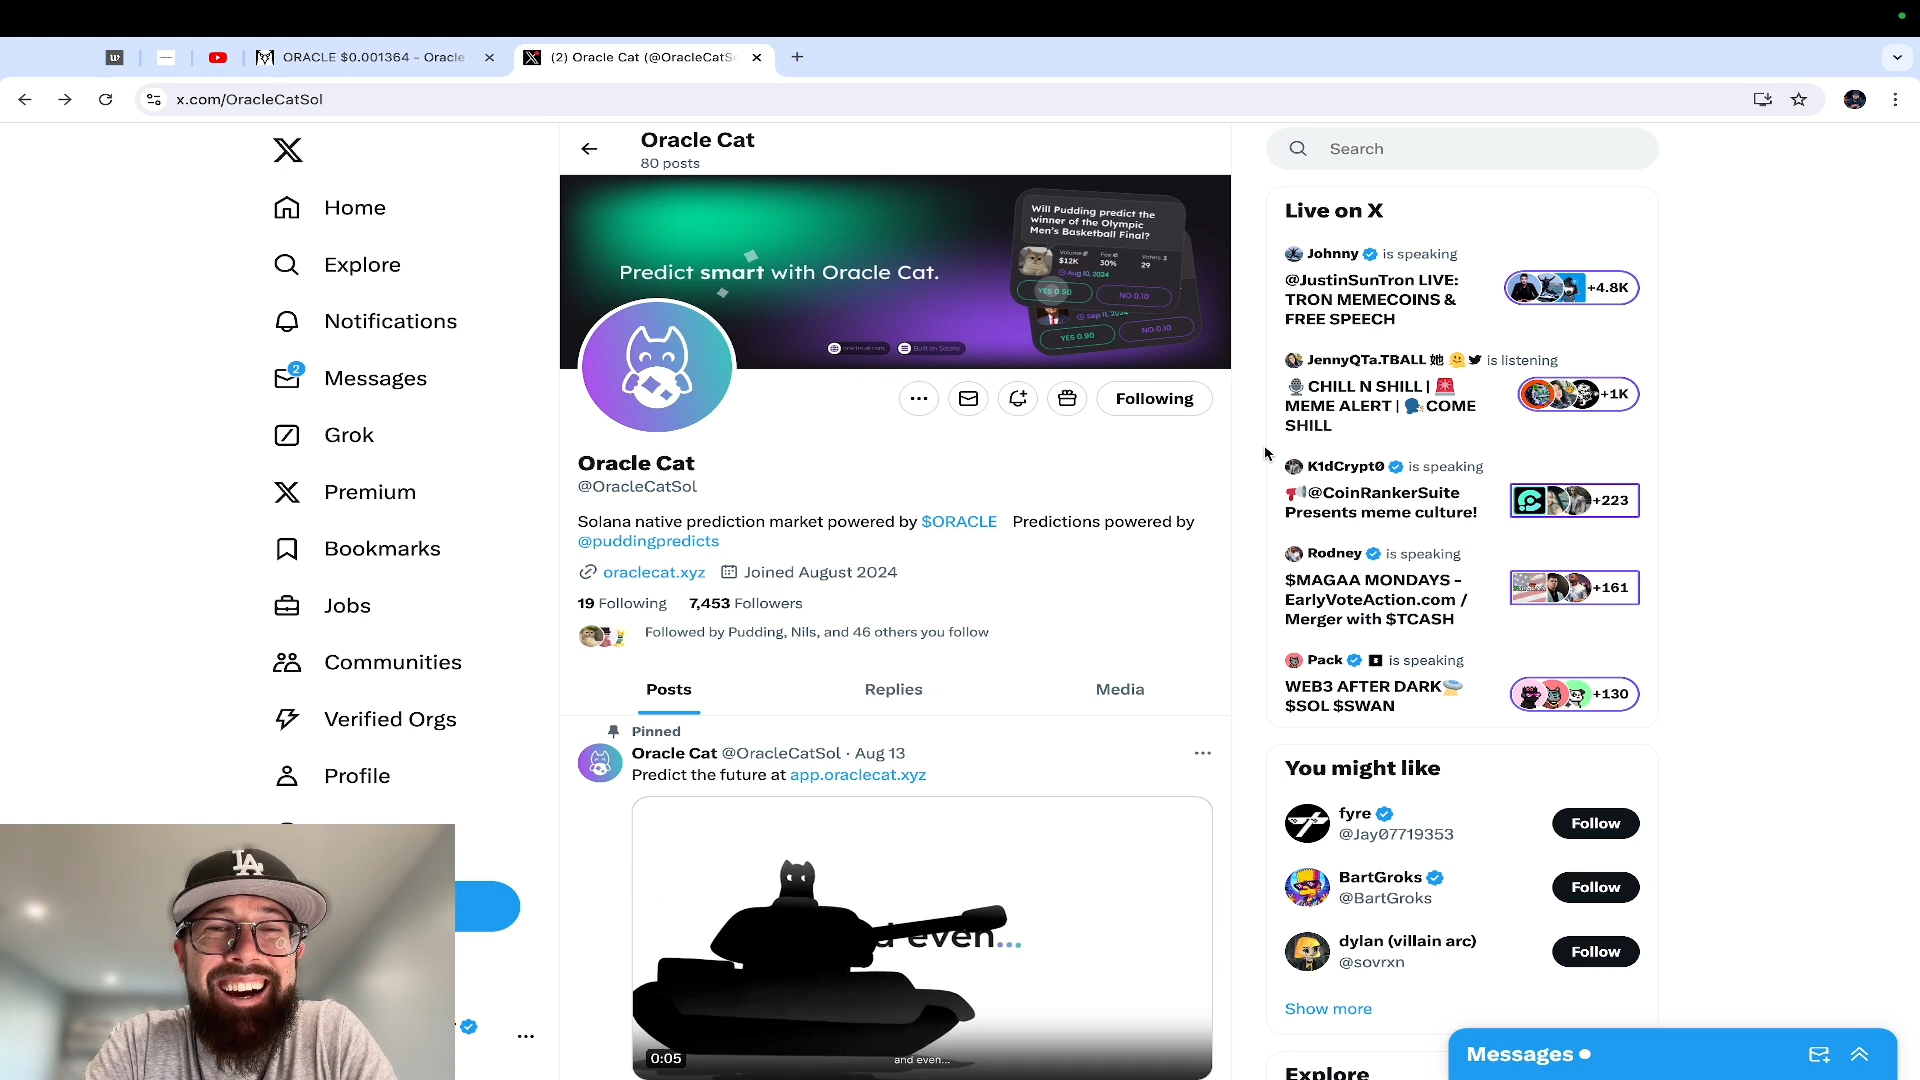 ORACLE $0.001364 - Oracle
(2) Oracle Cat (@OracleCatSo
x.com/OracleCatSol
Home
Explore
Notifications
2
Messages
Grok
Premium
Bookmarks
Jobs
Communities
Verified Orgs
Profile
LA
Oracle Cat
80 posts
Predict smart with Oracle Cat.
Will Pudding predict the
winner of the Olympic
Men's Basketball Final?
Volume
$12K
Fee
30%
Voters
29
Aug 10, 2024
YES 0.90
NO 0.10
Sep 11, 2024
YES 0.90
NO 0.10
oraclecat.com
Built on Solana
Following
Oracle Cat
@OracleCatSol
Solana native prediction market powered by $ORACLE Predictions powered by
@puddingpredicts
oraclecat.xyz Joined August 2024
19 Following 7,453 Followers
Followed by Pudding, Nils, and 46 others you follow
Posts
Replies
Media
Pinned
Oracle Cat @OracleCatSol · Aug 13
Predict the future at app.oraclecat.xyz
d even...
0:05
and even...
Search
Live on X
Johnny is speaking
@JustinSunTron LIVE:
TRON MEMECOINS &
FREE SPEECH
+4.8K
JennyQTa.TBALL 她 is listening
CHILL N SHILL |
MEME ALERT | COME
SHILL
+1K
K1dCrypt0 is speaking
@CoinRankerSuite
Presents meme culture!
+223
Rodney is speaking
$MAGAA MONDAYS -
EarlyVoteAction.com /
Merger with $TCASH
+161
Pack is speaking
WEB3 AFTER DARK
$SOL $SWAN
+130
You might like
fyre
@Jay07719353
Follow
BartGroks
@BartGroks
Follow
dylan (villain arc)
@sovrxn
Follow
Show more
Explore
Messages